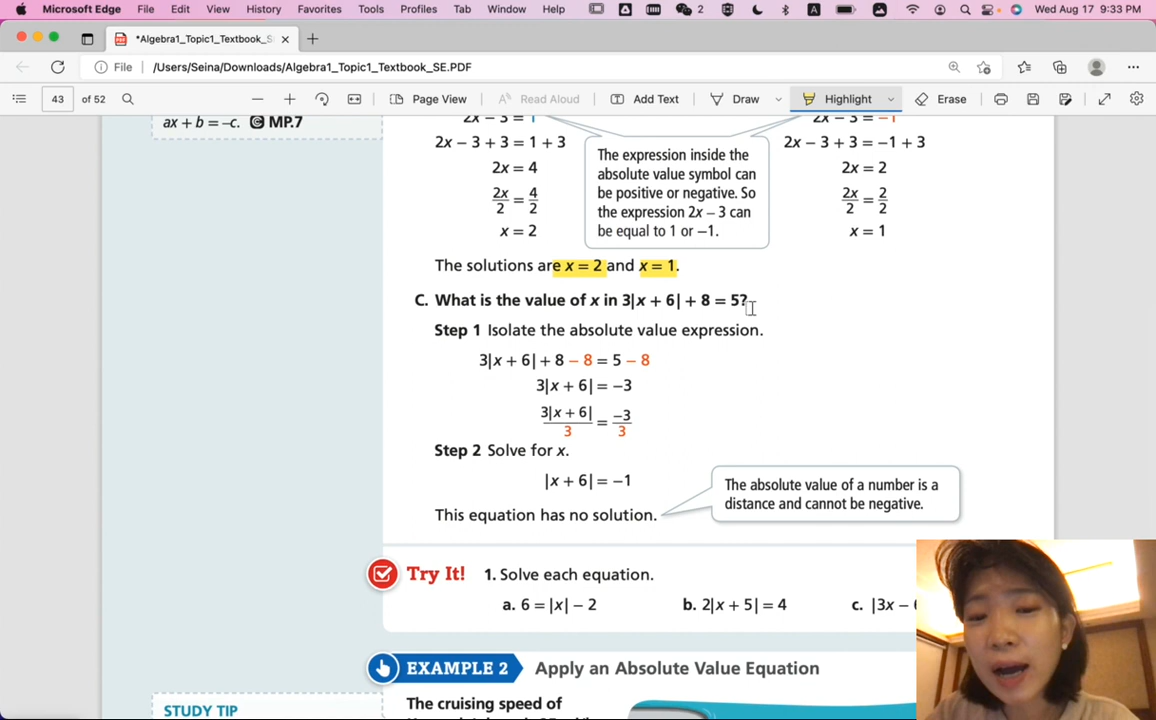 Microsoft Edge File Edit View History Favorites Tools Profiles Tab Window Help 2 A Wed Aug 17 9:33 PM
*Algebra1_Topic1_Textbook_S
File /Users/Seina/Downloads/Algebra1_Topic1_Textbook_SE.PDF
43 of 52 Page View Read Aloud Add Text Draw Highlight Erase
ax + b = –c. MP.7
2x – 3 = 1
2x – 3 = –1
2x – 3 + 3 = 1 + 3
2x = 4
2x/2 = 4/2
x = 2
The expression inside the
absolute value symbol can
be positive or negative. So
the expression 2x – 3 can
be equal to 1 or –1.
2x – 3 + 3 = –1 + 3
2x = 2
2x/2 = 2/2
x = 1
The solutions are x = 2 and x = 1.
C. What is the value of x in 3|x + 6| + 8 = 5?
Step 1 Isolate the absolute value expression.
3|x + 6| + 8 – 8 = 5 – 8
3|x + 6| = –3
3|x + 6|/3 = –3/3
Step 2 Solve for x.
|x + 6| = –1
This equation has no solution.
The absolute value of a number is a
distance and cannot be negative.
Try It! 1. Solve each equation.
a. 6 = |x| – 2 b. 2|x + 5| = 4 c. |3x –
EXAMPLE 2 Apply an Absolute Value Equation
STUDY TIP
The cruising speed of